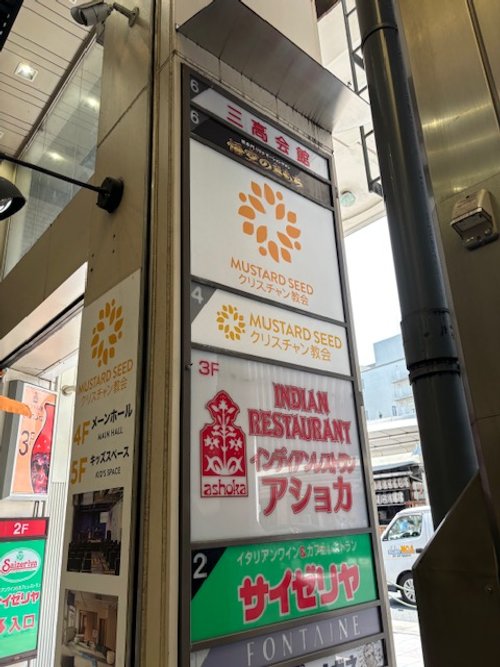 6
三高会館
6
MUSTARD SEED
クリスチャン教会
4
MUSTARD SEED
クリスチャン教会
3F
INDIAN
RESTAURANT
インディアンレストラン
ashoka
アショカ
2
イタリアンワイン&カフェレストラン
サイゼリヤ
FONTAINE
MUSTARD SEED
クリスチャン教会
4F メーンホール
MAIN HALL
5F キッズスペース
KID'S SPACE
2F
Saizeriya
サイゼリヤ
入口